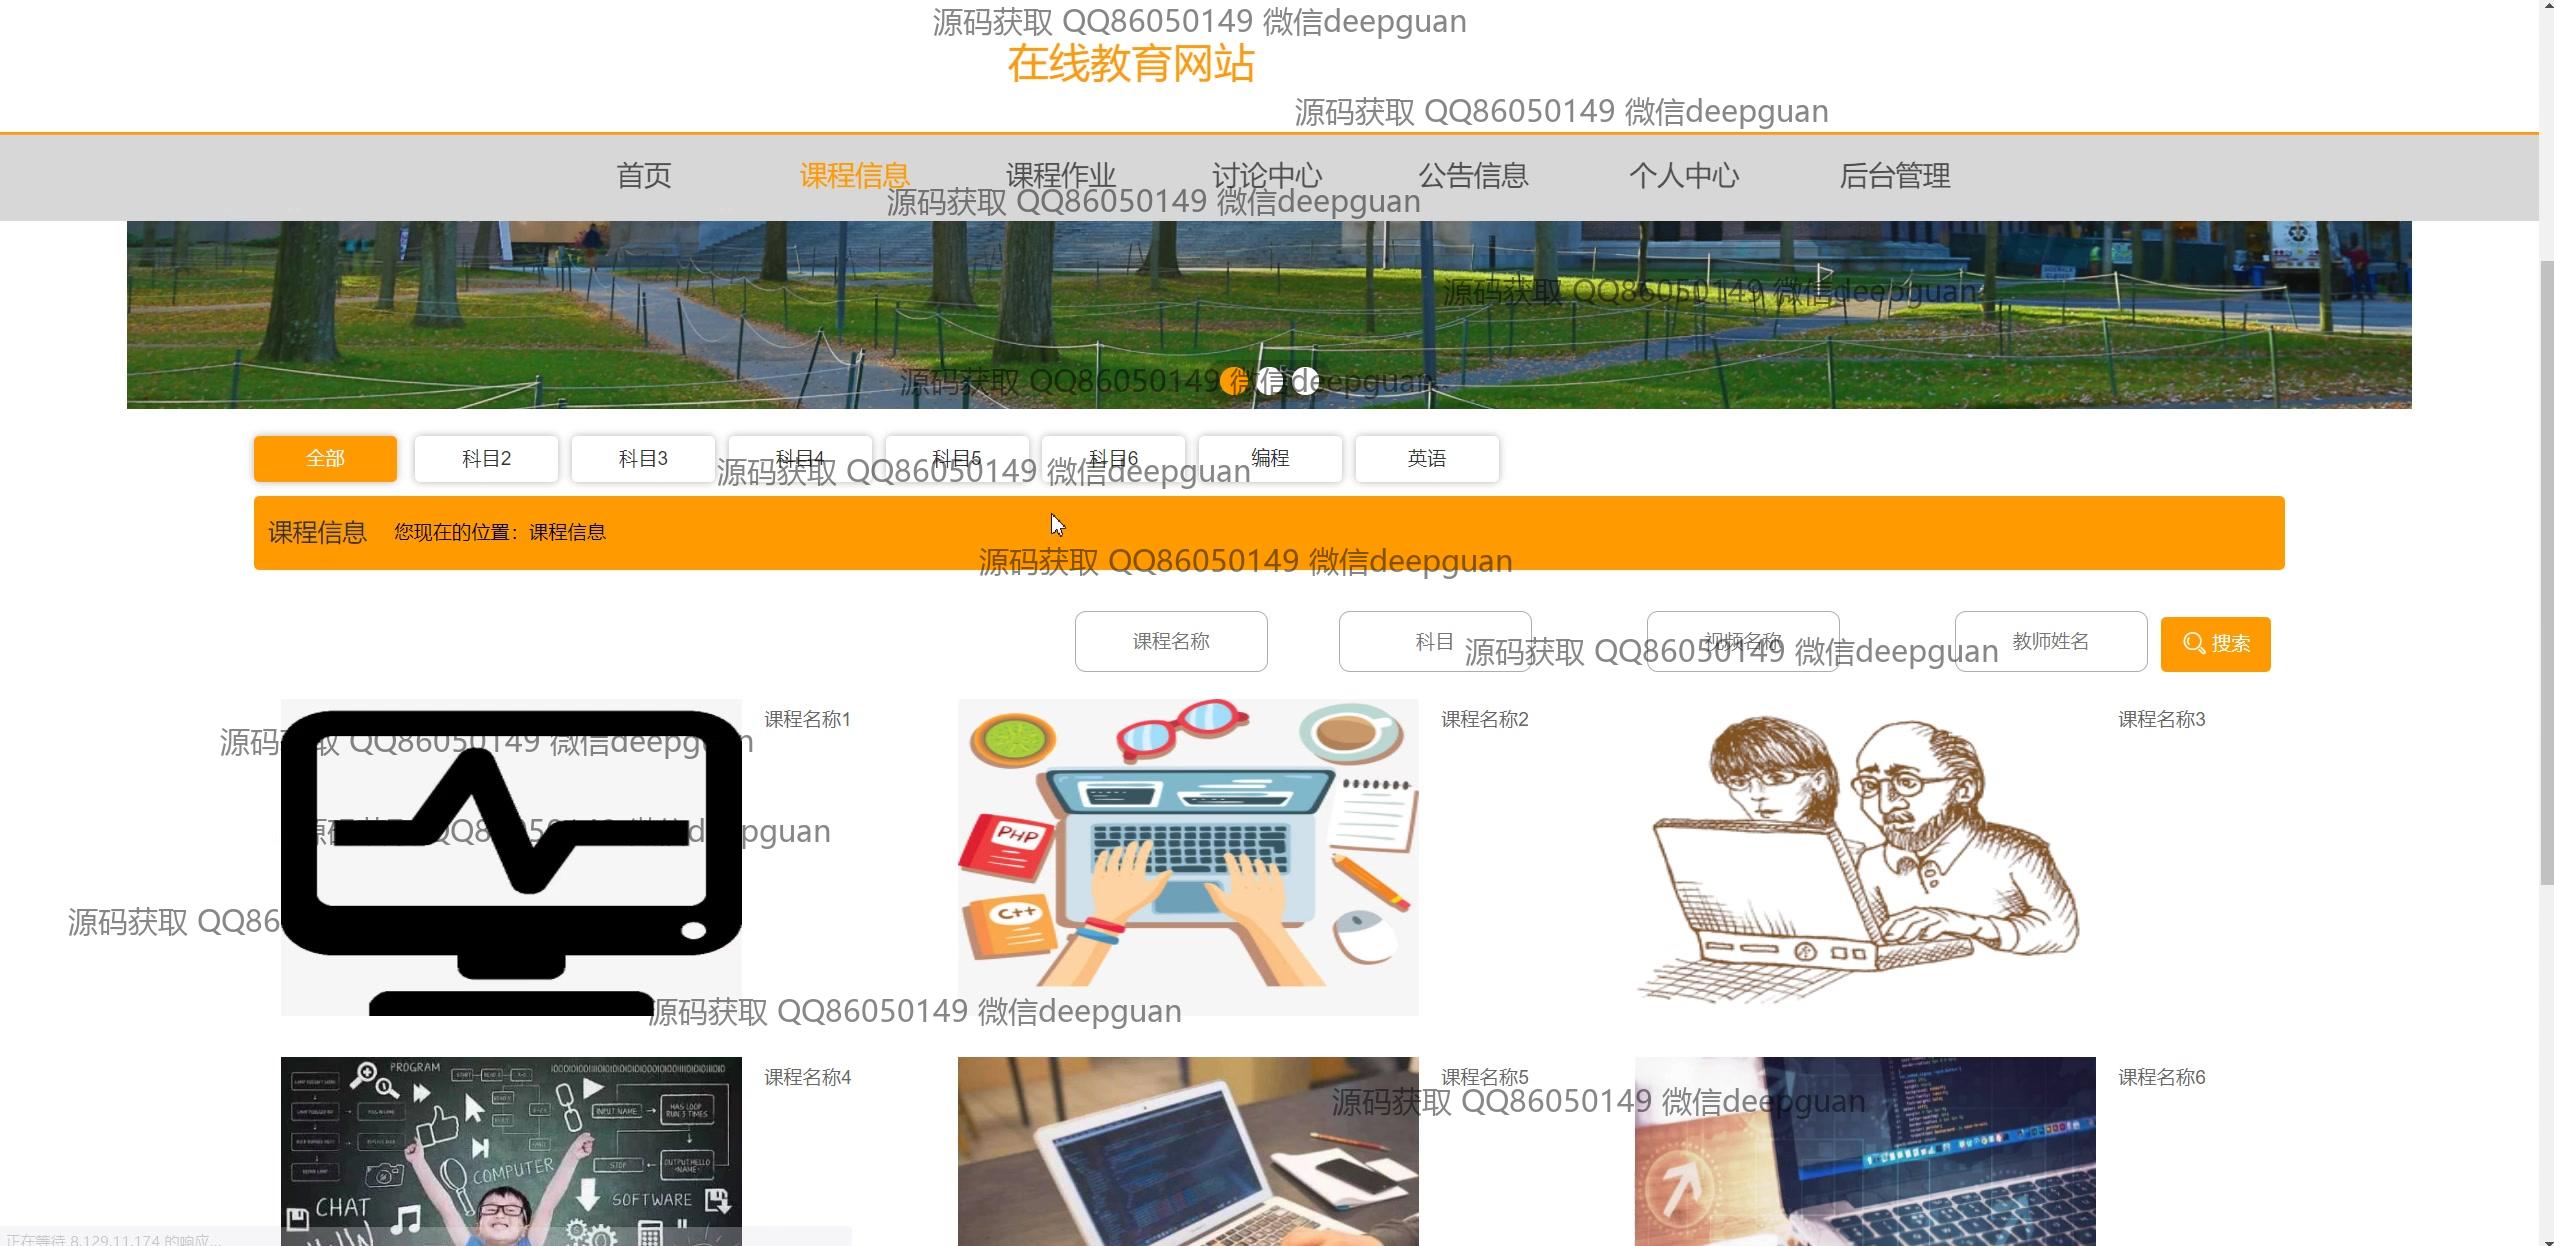 源码获取 QQ86050149 微信deepguan
在线教育网站
源码获取 QQ86050149 微信deepguan
首页 课程信息 课程作业 讨论中心 公告信息 个人中心 后台管理
源码获取 QQ86050149 微信deepguan
源码获取 QQ86050149 微信deepguan
源码获取 QQ86050149 微信deepguan
全部 科目2 科目3 科目4 科目5 科目6 编程 英语
源码获取 QQ86050149 微信deepguan
课程信息 您现在的位置：课程信息
源码获取 QQ86050149 微信deepguan
课程名称 科目 视频名称 教师姓名 搜索
源码获取 QQ86050149 微信deepguan
课程名称1 课程名称2 课程名称3
源码获取 QQ86050149 微信deepguan
PHP
源码获取 QQ86050149 微信deepguan
C++
源码获取 QQ86
源码获取 QQ86050149 微信deepguan
PROGRAM
课程名称4 课程名称5 课程名称6
源码获取 QQ86050149 微信deepguan
INPUT NAME
HAS LOOP
RUN 3 TIMES
COMPUTER
STOP
OUTPUT HELLO
<NAME>
CHAT
SOFTWARE
正在等待 8.129.11.174 的响应...